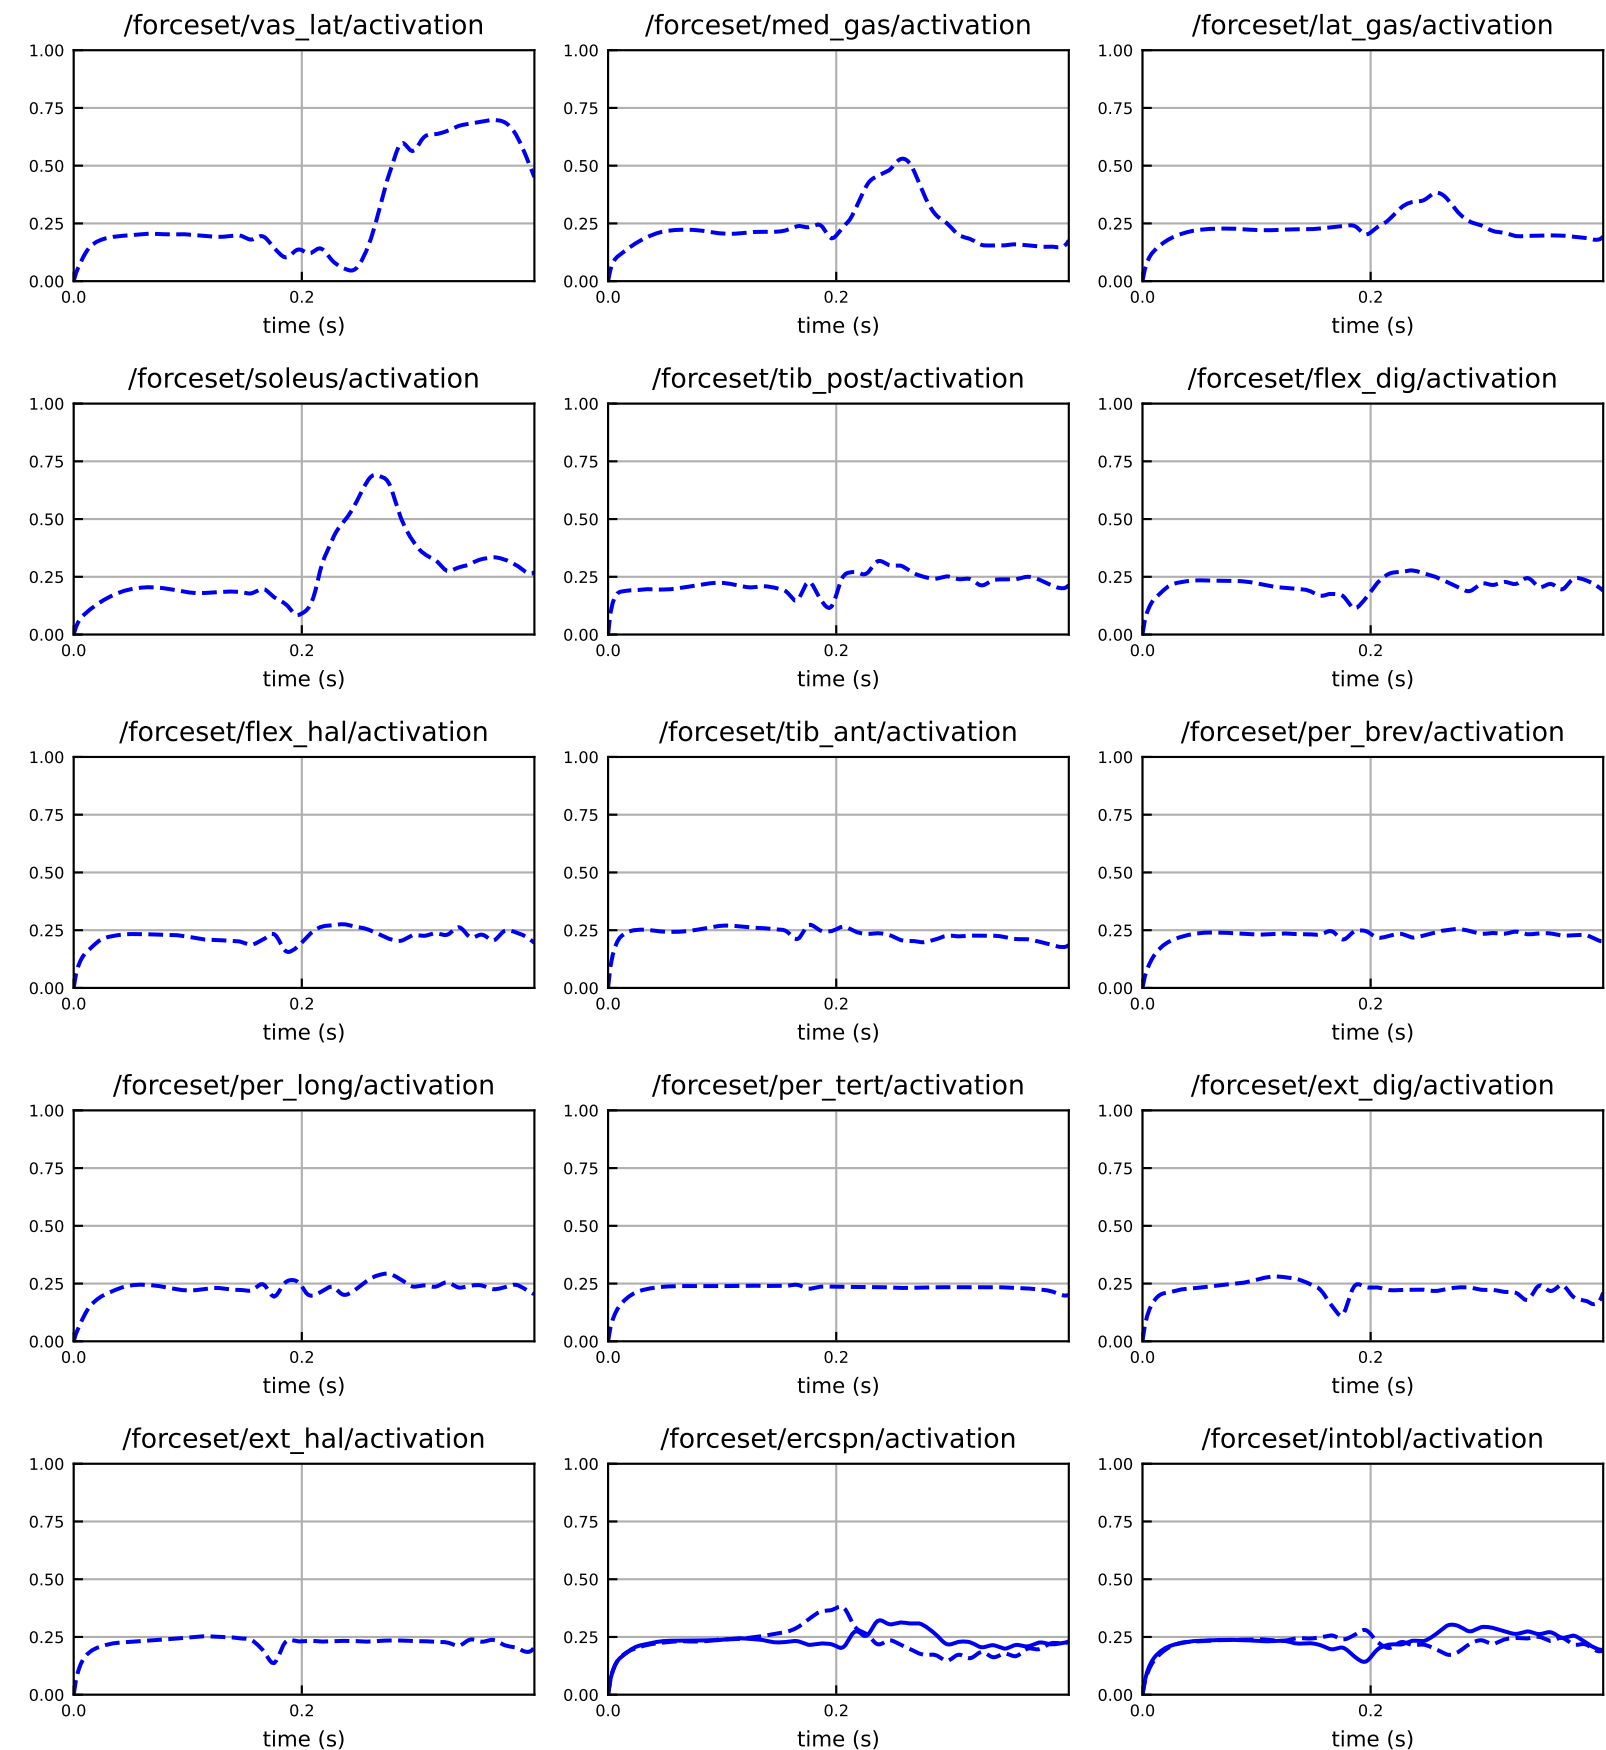 /forceset/vas_lat/activation /forceset/med_gas/activation /forceset/lat_gas/activation
1.00 1.00 1.00
0.75 0.75 0.75
0.50 0.50 0.50
0.25 0.25 0.25
0.00 0.00 0.00
0.0 0.2 0.0 0.2 0.0 0.2
time (s) time (s) time (s)
/forceset/soleus/activation /forceset/tib_post/activation /forceset/flex_dig/activation
1.00 1.00 1.00
0.75 0.75 0.75
0.50 0.50 0.50
0.25 0.25 0.25
0.00 0.00 0.00
0.0 0.2 0.0 0.2 0.0 0.2
time (s) time (s) time (s)
/forceset/flex_hal/activation /forceset/tib_ant/activation /forceset/per_brev/activation
1.00 1.00 1.00
0.75 0.75 0.75
0.50 0.50 0.50
0.25 0.25 0.25
0.00 0.00 0.00
0.0 0.2 0.0 0.2 0.0 0.2
time (s) time (s) time (s)
/forceset/per_long/activation /forceset/per_tert/activation /forceset/ext_dig/activation
1.00 1.00 1.00
0.75 0.75 0.75
0.50 0.50 0.50
0.25 0.25 0.25
0.00 0.00 0.00
0.0 0.2 0.0 0.2 0.0 0.2
time (s) time (s) time (s)
/forceset/ext_hal/activation /forceset/ercspn/activation /forceset/intobl/activation
1.00 1.00 1.00
0.75 0.75 0.75
0.50 0.50 0.50
0.25 0.25 0.25
0.00 0.00 0.00
0.0 0.2 0.0 0.2 0.0 0.2
time (s) time (s) time (s)